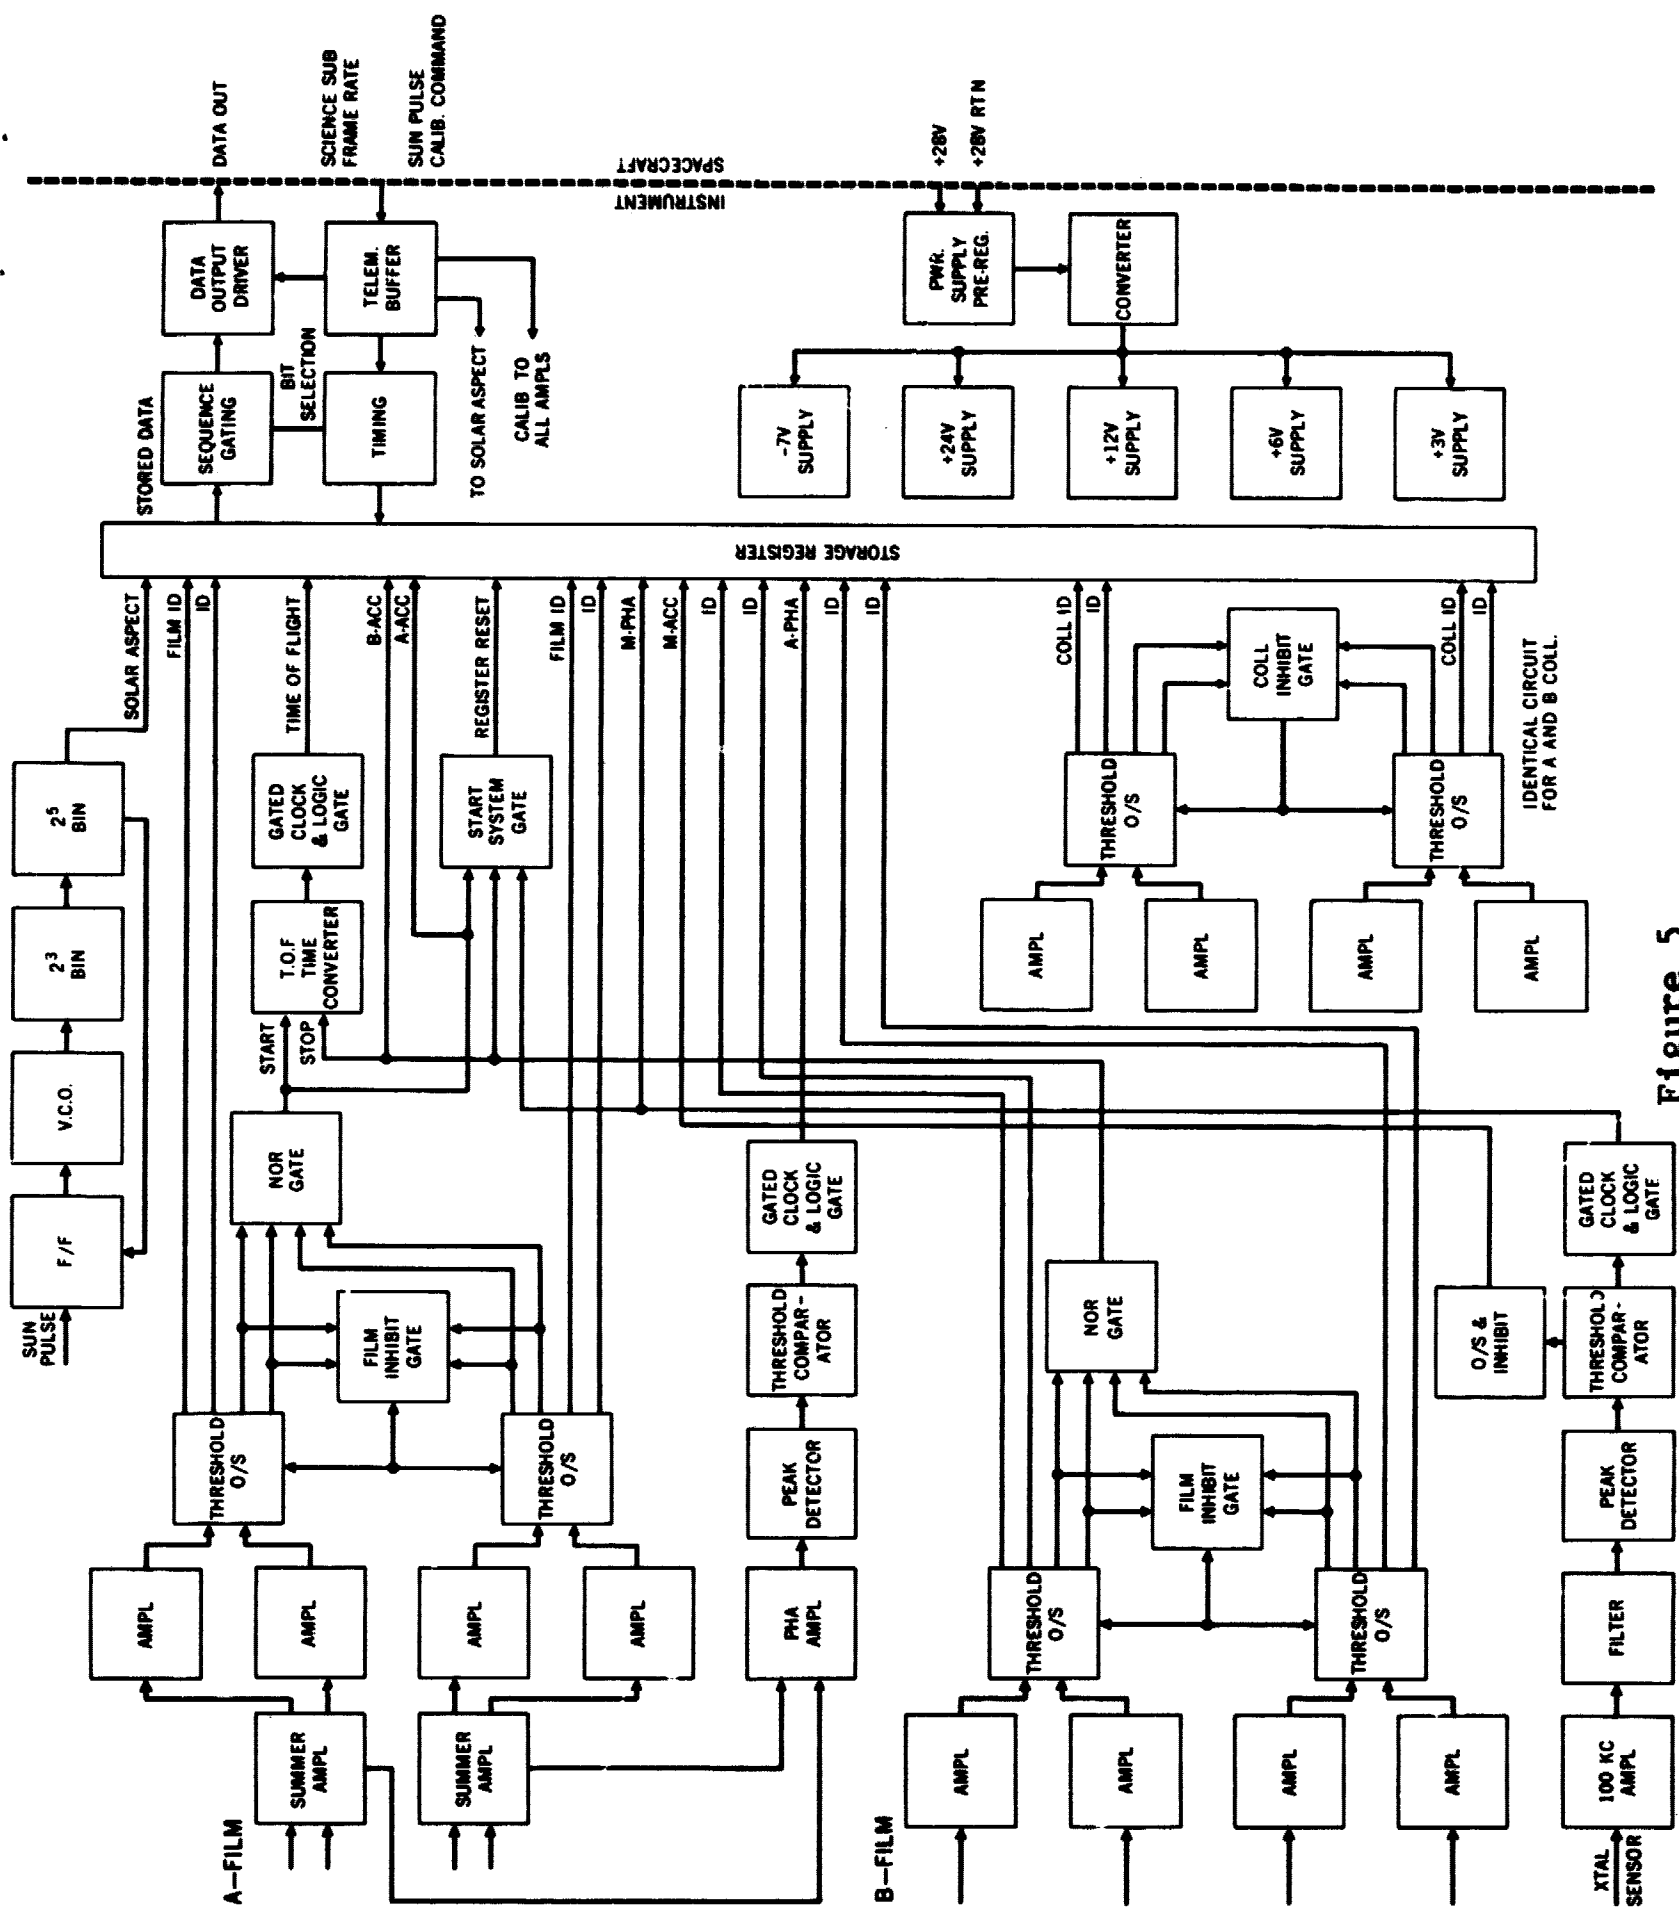 SUN
PULSE
F/F
V.C.O.
2³
BIN
2⁵
BIN
SOLAR ASPECT
FILM ID
ID
A—FILM
SUMMER
AMPL
SUMMER
AMPL
AMPL
AMPL
AMPL
AMPL
THRESHOLD
O/S
THRESHOLD
O/S
FILM
INHIBIT
GATE
NOR
GATE
START
STOP
T.O.F
TIME
CONVERTER
GATED
CLOCK
& LOGIC
GATE
TIME OF FLIGHT
B-ACC
A-ACC
START
SYSTEM
GATE
REGISTER RESET
FILM ID
ID
M-PHA
M-ACC
ID
ID
A-PHA
ID
ID
PHA
AMPL
PEAK
DETECTOR
THRESHOLD
COMPAR-
ATOR
GATED
CLOCK
& LOGIC
GATE
B—FILM
AMPL
AMPL
AMPL
AMPL
THRESHOLD
O/S
THRESHOLD
O/S
FILM
INHIBIT
GATE
NOR
GATE
XTAL
SENSOR
100 KC
AMPL
FILTER
PEAK
DETECTOR
THRESHOLD
COMPAR-
ATOR
O/S &
INHIBIT
GATED
CLOCK
& LOGIC
GATE
AMPL
AMPL
AMPL
AMPL
THRESHOLD
O/S
THRESHOLD
O/S
COLL
INHIBIT
GATE
COLL ID
ID
COLL ID
ID
IDENTICAL CIRCUIT
FOR A AND B COLL.
STORAGE REGISTER
STORED DATA
SEQUENCE
GATING
BIT
SELECTION
TIMING
DATA
OUTPUT
DRIVER
TELEM.
BUFFER
TO SOLAR ASPECT
CALIB TO
ALL AMPLS
DATA OUT
SCIENCE SUB
FRAME RATE
SUN PULSE
CALIB. COMMAND
INSTRUMENT
SPACECRAFT
+28V
+28V RTN
PWR.
SUPPLY
PRE-REG.
CONVERTER
-7V
SUPPLY
+24V
SUPPLY
+12V
SUPPLY
+6V
SUPPLY
+3V
SUPPLY
Figure 5